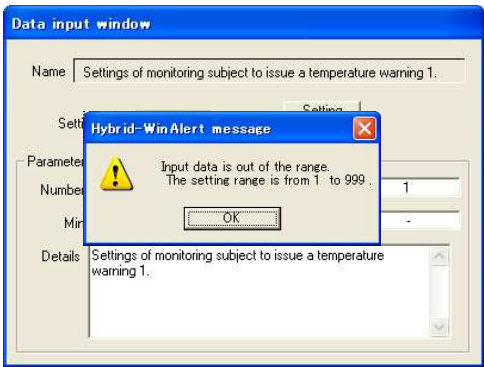 Data input window
Name Settings of monitoring subject to issue a temperature warning 1.
Setting
Hybrid-WinAlert message
Input data is out of the range.
The setting range is from 1 to 999.
Parameter
Number 1
OK
Min -
Details Settings of monitoring subject to issue a temperature
warning 1.